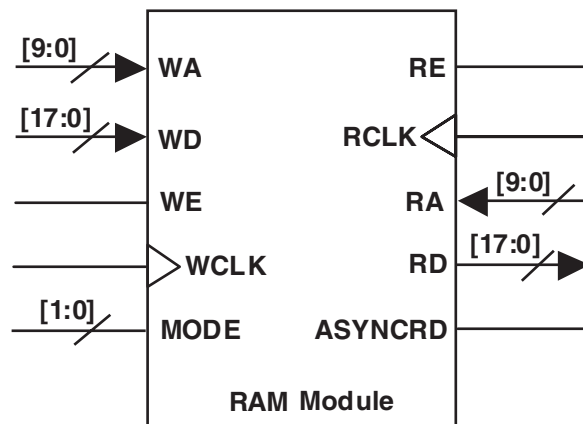 [9:0]
WA
RE
[17:0]
WD
RCLK
WE
RA
[9:0]
WCLK
RD
[17:0]
[1:0]
MODE
ASYNCRD
RAM Module